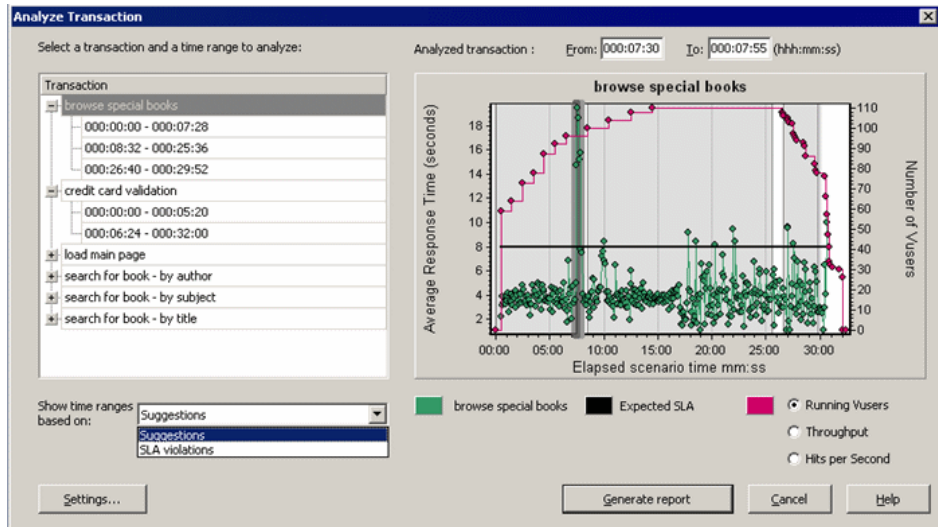 Analyze Transaction
Select a transaction and a time range to analyze:
Analyzed transaction : From: 000:07:30 To: 000:07:55 (hhh:mm:ss)
Transaction
browse special books
000:00:00 - 000:07:28
000:08:32 - 000:25:36
000:26:40 - 000:29:52
credit card validation
000:00:00 - 000:05:20
000:06:24 - 000:32:00
load main page
search for book - by author
search for book - by subject
search for book - by title
browse special books
Average Response Time (seconds)
18
16
14
12
10
8
6
4
2
110
100
90
80
70
60
50
40
30
20
10
0
Number of Vusers
00:00 05:00 10:00 15:00 20:00 25:00 30:00
Elapsed scenario time mm:ss
Show time ranges
based on:
Suggestions
Suggestions
SLA violations
browse special books Expected SLA Running Vusers
Throughput
Hits per Second
Settings... Generate report Cancel Help